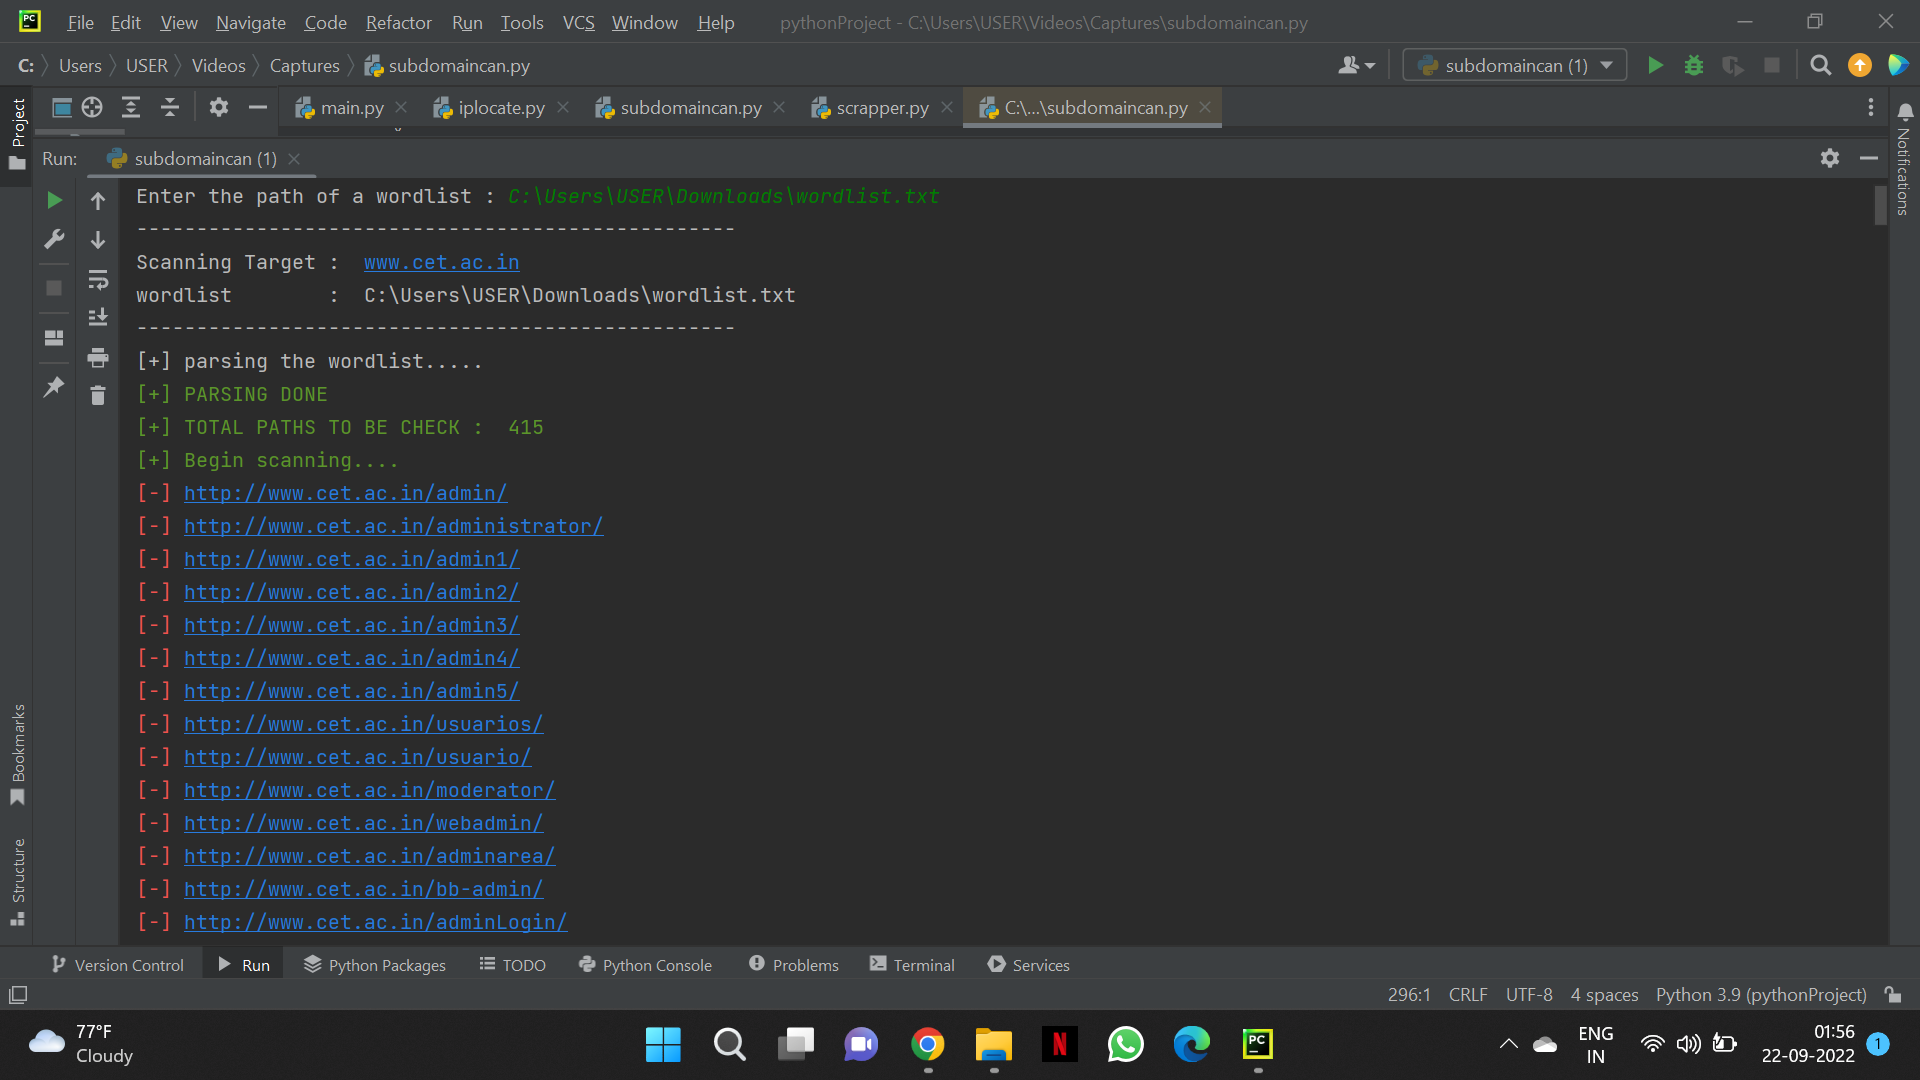 File Edit View Navigate Code Refactor Run Tools VCS Window Help pythonProject - C:\Users\USER\Videos\Captures\subdomaincan.py
C: Users USER Videos Captures subdomaincan.py subdomaincan (1)
Project
main.py iplocate.py subdomaincan.py scrapper.py C:\...\subdomaincan.py
Notifications
Run: subdomaincan (1)
Enter the path of a wordlist : C:\Users\USER\Downloads\wordlist.txt
--------------------------------------------------
Scanning Target :  www.cet.ac.in
wordlist        :  C:\Users\USER\Downloads\wordlist.txt
--------------------------------------------------
[+] parsing the wordlist.....
[+] PARSING DONE
[+] TOTAL PATHS TO BE CHECK :  415
[+] Begin scanning....
[-] http://www.cet.ac.in/admin/
[-] http://www.cet.ac.in/administrator/
[-] http://www.cet.ac.in/admin1/
[-] http://www.cet.ac.in/admin2/
[-] http://www.cet.ac.in/admin3/
[-] http://www.cet.ac.in/admin4/
[-] http://www.cet.ac.in/admin5/
[-] http://www.cet.ac.in/usuarios/
[-] http://www.cet.ac.in/usuario/
[-] http://www.cet.ac.in/moderator/
[-] http://www.cet.ac.in/webadmin/
[-] http://www.cet.ac.in/adminarea/
[-] http://www.cet.ac.in/bb-admin/
[-] http://www.cet.ac.in/adminLogin/
Bookmarks
Structure
Version Control Run Python Packages TODO Python Console Problems Terminal Services
296:1 CRLF UTF-8 4 spaces Python 3.9 (pythonProject)
77°F
Cloudy
ENG
IN
01:56
22-09-2022
1